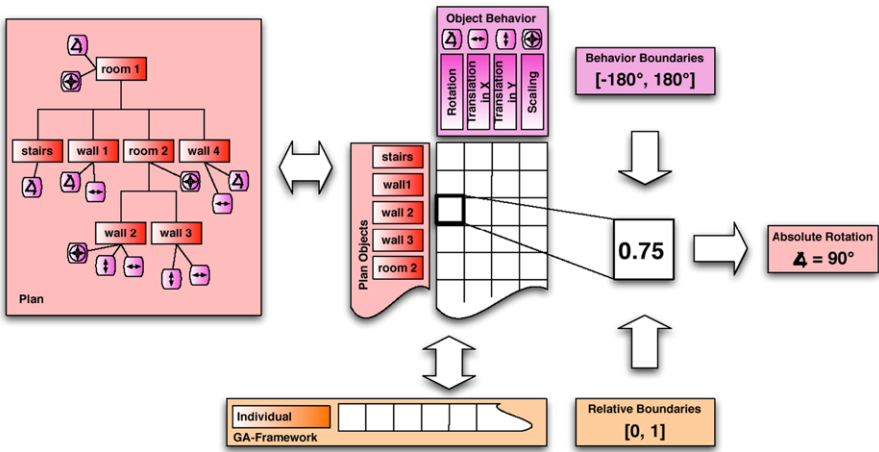 room 1
stairs
wall 1
room 2
wall 4
wall 2
wall 3
Plan
Object Behavior
Rotation
Translation in X
Translation in Y
Scaling
Plan Objects
stairs
wall1
wall 2
wall 3
room 2
Behavior Boundaries
[-180°, 180°]
0.75
Absolute Rotation
= 90°
Individual
GA-Framework
Relative Boundaries
[0, 1]